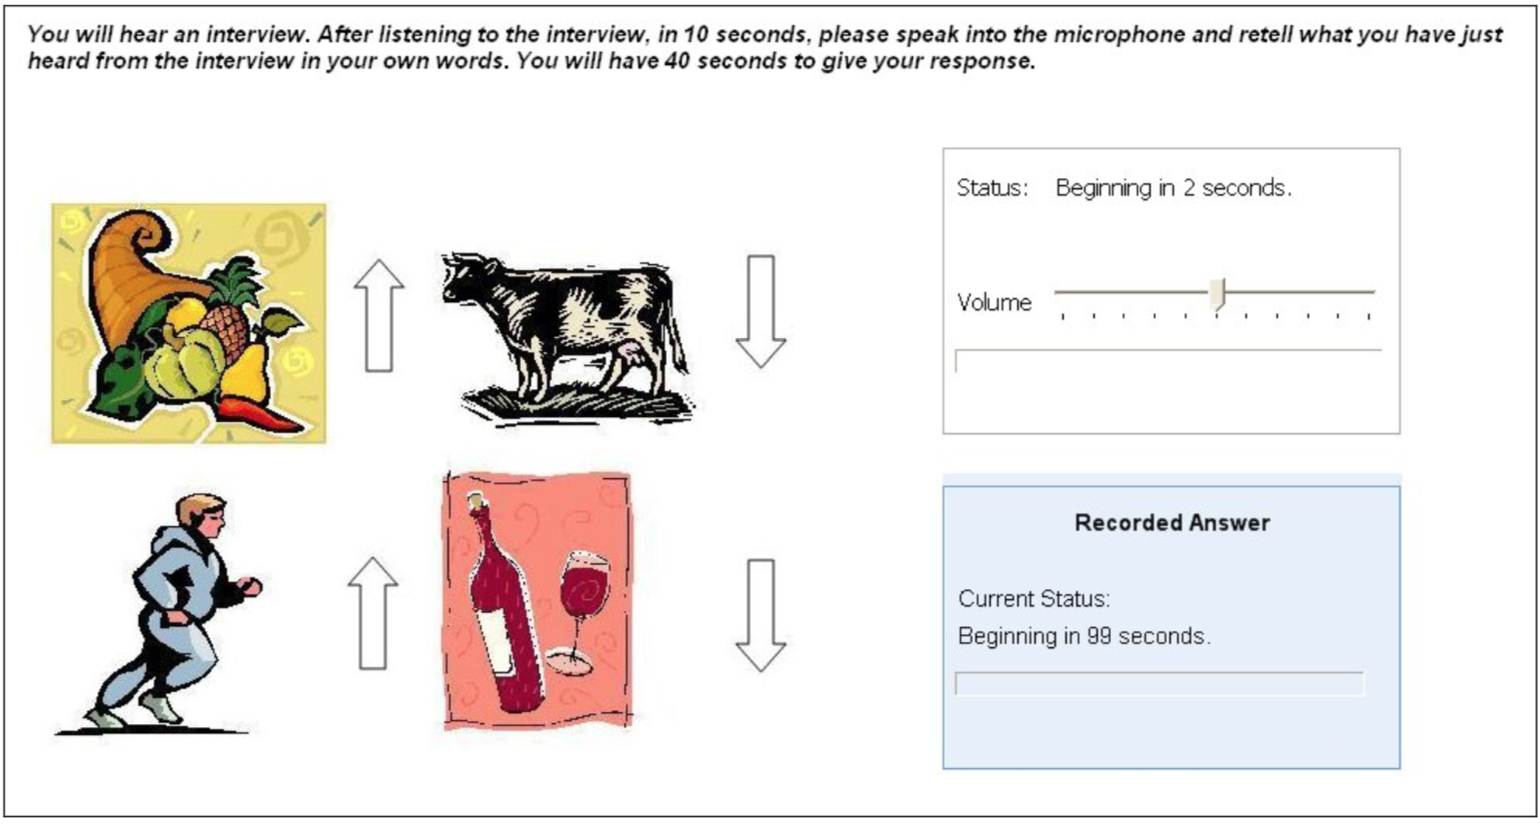 You will hear an interview. After listening to the interview, in 10 seconds, please speak into the microphone and retell what you have just
heard from the interview in your own words. You will have 40 seconds to give your response.
Status: Beginning in 2 seconds.
Volume
Recorded Answer
Current Status:
Beginning in 99 seconds.